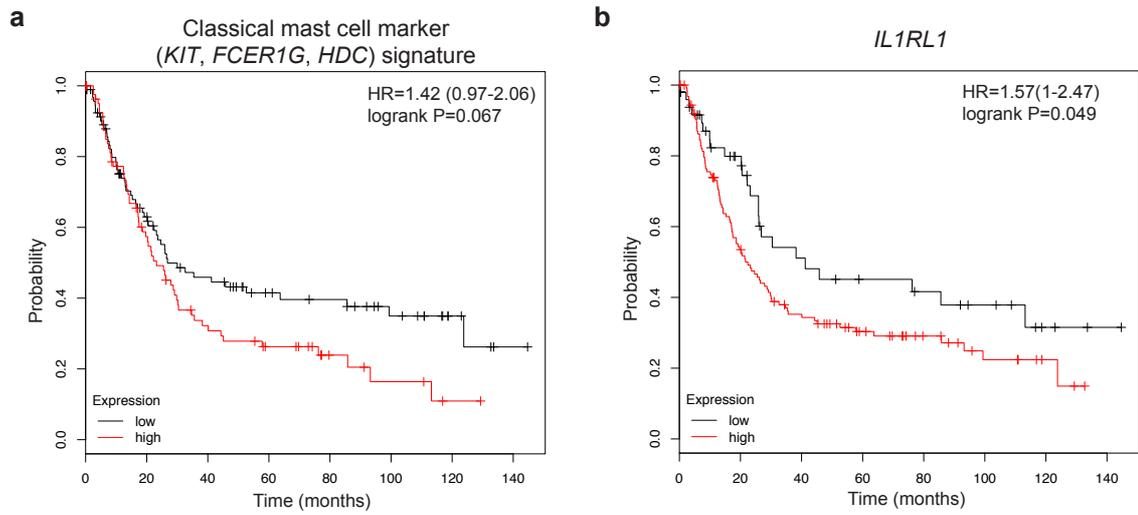 a
Classical mast cell marker
(KIT, FCER1G, HDC) signature
HR=1.42 (0.97-2.06)
logrank P=0.067
Probability
1.0
0.8
0.6
0.4
0.2
0.0
Expression
low
high
0 20 40 60 80 100 120 140
Time (months)
b
IL1RL1
HR=1.57(1-2.47)
logrank P=0.049
Probability
1.0
0.8
0.6
0.4
0.2
0.0
Expression
low
high
0 20 40 60 80 100 120 140
Time (months)